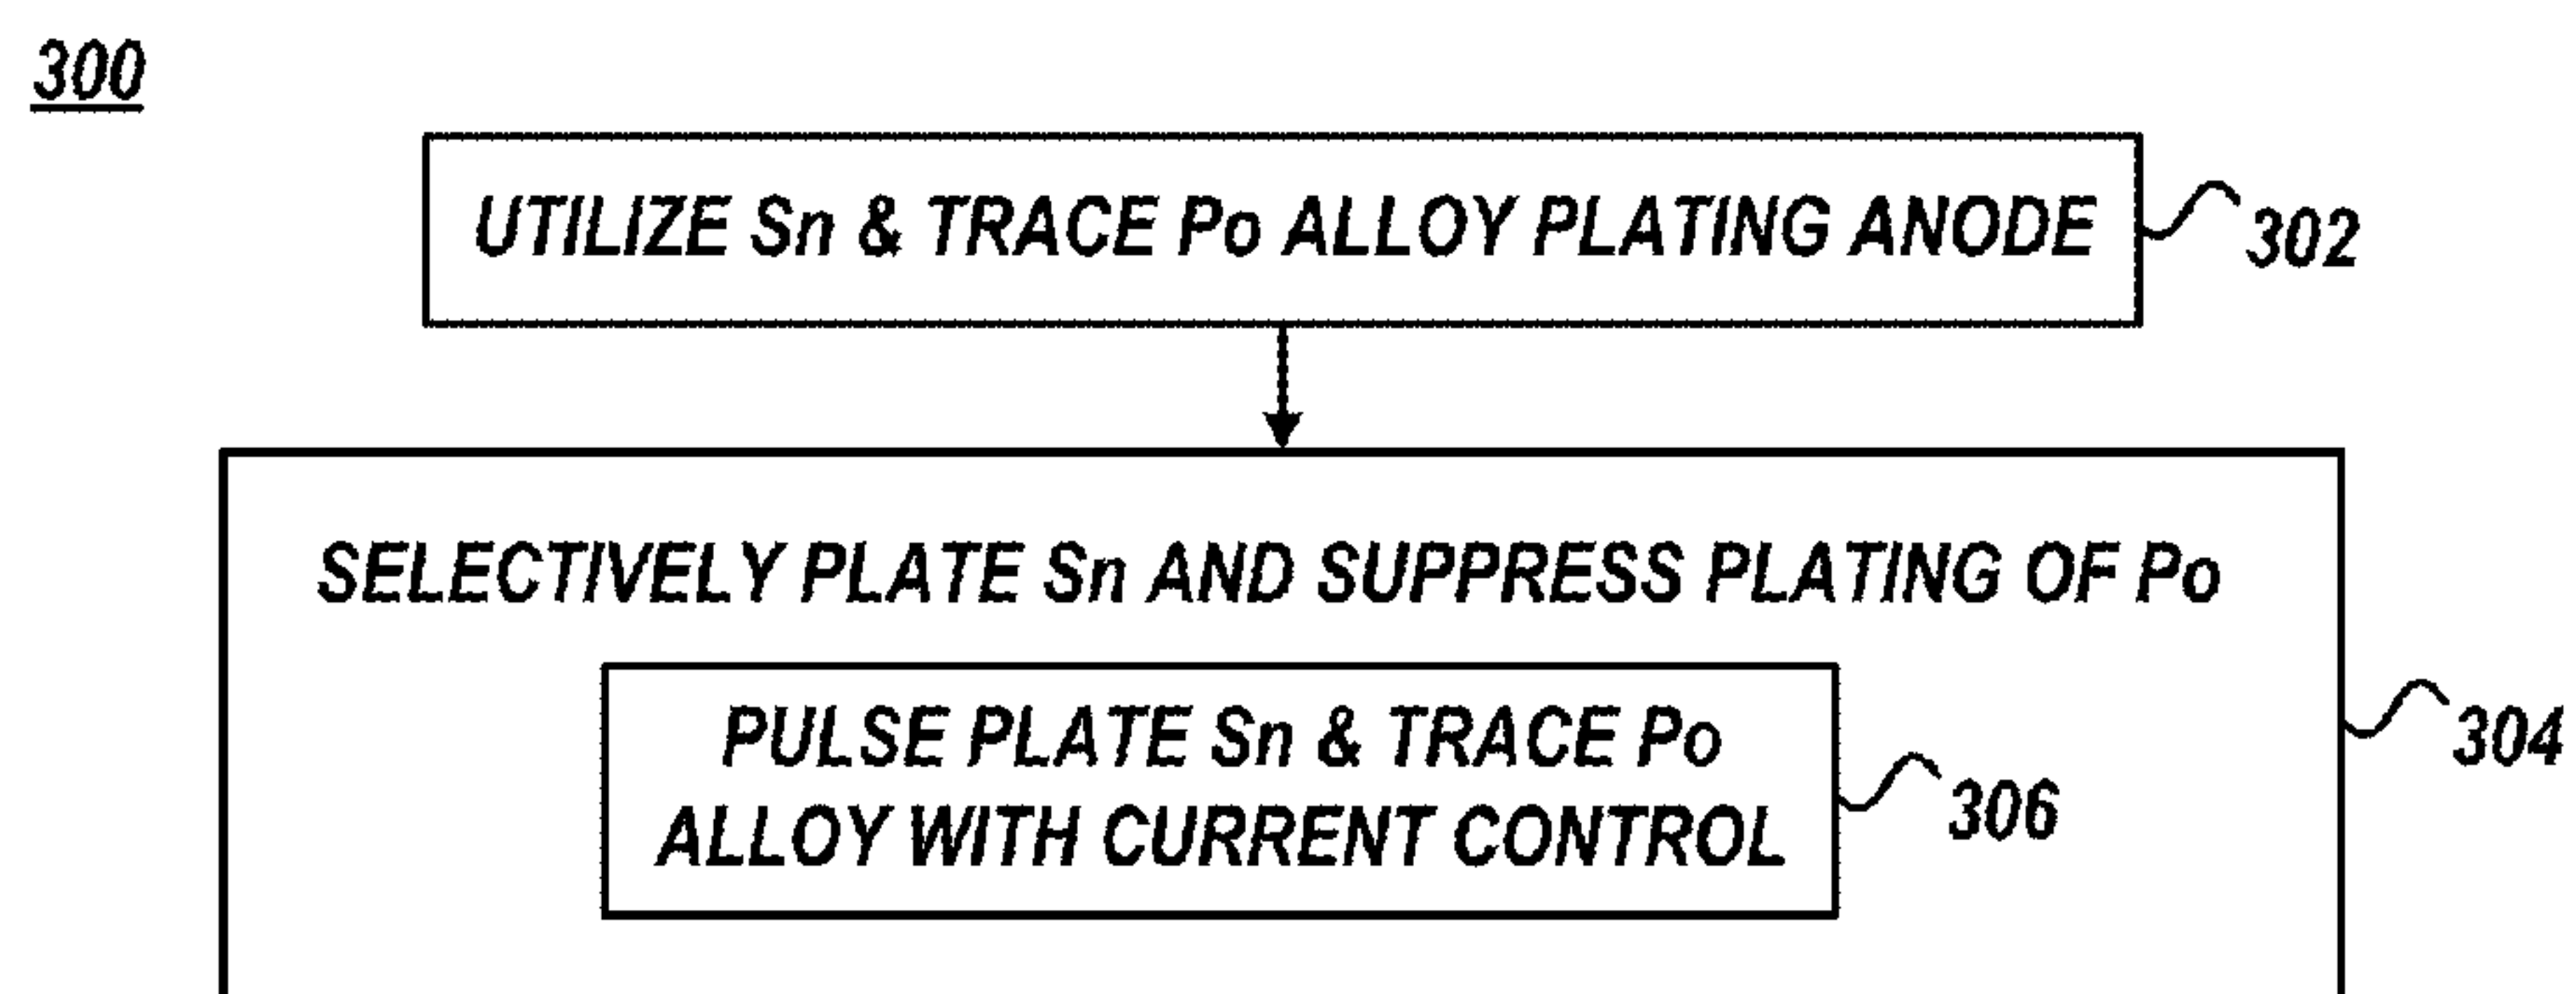 300
UTILIZE Sn & TRACE Po ALLOY PLATING ANODE
302
SELECTIVELY PLATE Sn AND SUPPRESS PLATING OF Po
304
PULSE PLATE Sn & TRACE Po
ALLOY WITH CURRENT CONTROL
306